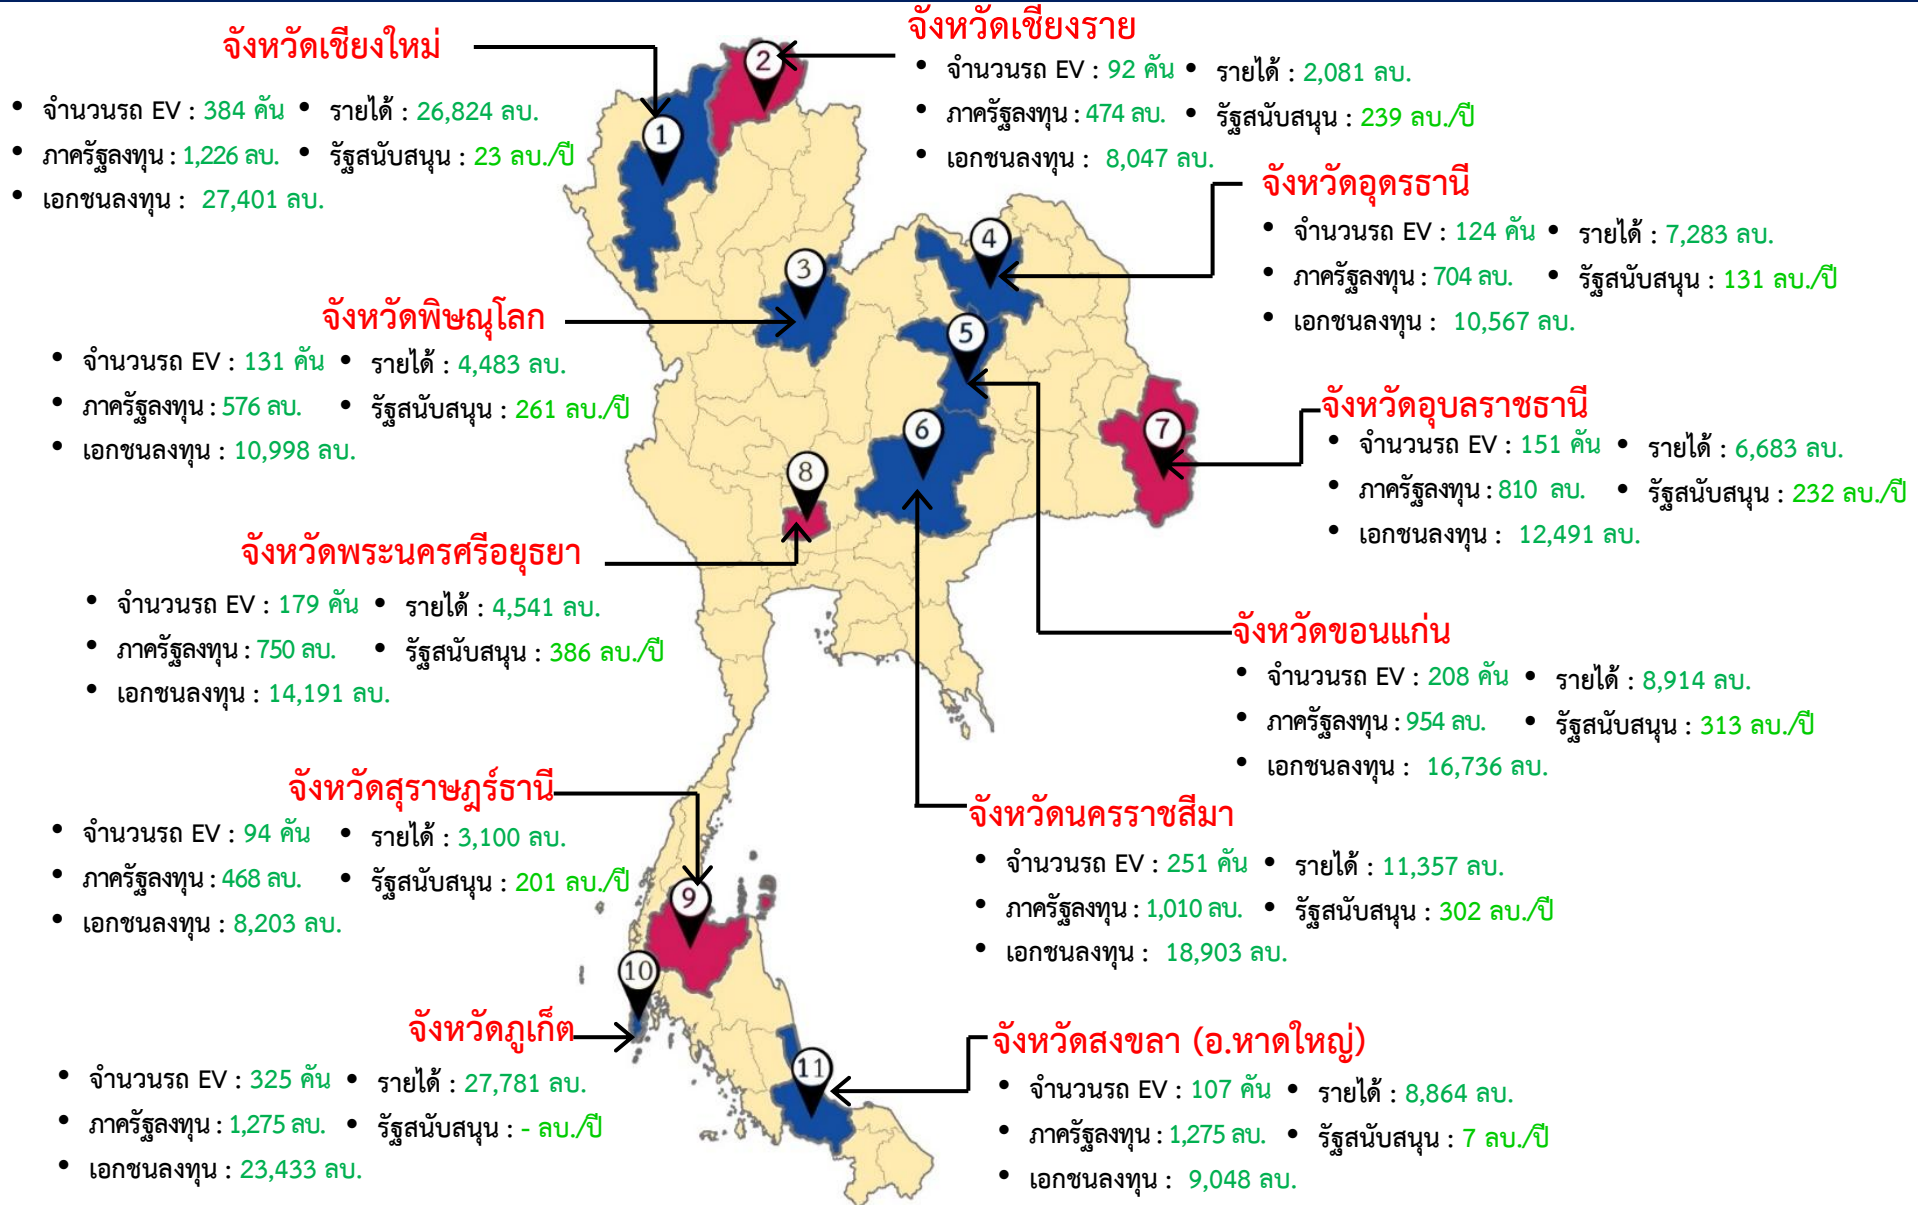 จังหวัดเชียงใหม่
• จำนวนรถ EV : 384 คัน • รายได้ : 26,824 ลบ.
• ภาครัฐลงทุน : 1,226 ลบ. • รัฐสนับสนุน : 23 ลบ./ปี
• เอกชนลงทุน : 27,401 ลบ.
จังหวัดเชียงราย
• จำนวนรถ EV : 92 คัน • รายได้ : 2,081 ลบ.
• ภาครัฐลงทุน : 474 ลบ. • รัฐสนับสนุน : 239 ลบ./ปี
• เอกชนลงทุน : 8,047 ลบ.
จังหวัดอุดรธานี
• จำนวนรถ EV : 124 คัน • รายได้ : 7,283 ลบ.
• ภาครัฐลงทุน : 704 ลบ. • รัฐสนับสนุน : 131 ลบ./ปี
• เอกชนลงทุน : 10,567 ลบ.
จังหวัดพิษณุโลก
• จำนวนรถ EV : 131 คัน • รายได้ : 4,483 ลบ.
• ภาครัฐลงทุน : 576 ลบ. • รัฐสนับสนุน : 261 ลบ./ปี
• เอกชนลงทุน : 10,998 ลบ.
จังหวัดอุบลราชธานี
• จำนวนรถ EV : 151 คัน • รายได้ : 6,683 ลบ.
• ภาครัฐลงทุน : 810 ลบ. • รัฐสนับสนุน : 232 ลบ./ปี
• เอกชนลงทุน : 12,491 ลบ.
จังหวัดพระนครศรีอยุธยา
• จำนวนรถ EV : 179 คัน • รายได้ : 4,541 ลบ.
• ภาครัฐลงทุน : 750 ลบ. • รัฐสนับสนุน : 386 ลบ./ปี
• เอกชนลงทุน : 14,191 ลบ.
จังหวัดขอนแก่น
• จำนวนรถ EV : 208 คัน • รายได้ : 8,914 ลบ.
• ภาครัฐลงทุน : 954 ลบ. • รัฐสนับสนุน : 313 ลบ./ปี
• เอกชนลงทุน : 16,736 ลบ.
จังหวัดสุราษฎร์ธานี
• จำนวนรถ EV : 94 คัน • รายได้ : 3,100 ลบ.
• ภาครัฐลงทุน : 468 ลบ. • รัฐสนับสนุน : 201 ลบ./ปี
• เอกชนลงทุน : 8,203 ลบ.
จังหวัดนครราชสีมา
• จำนวนรถ EV : 251 คัน • รายได้ : 11,357 ลบ.
• ภาครัฐลงทุน : 1,010 ลบ. • รัฐสนับสนุน : 302 ลบ./ปี
• เอกชนลงทุน : 18,903 ลบ.
จังหวัดภูเก็ต
• จำนวนรถ EV : 325 คัน • รายได้ : 27,781 ลบ.
• ภาครัฐลงทุน : 1,275 ลบ. • รัฐสนับสนุน : - ลบ./ปี
• เอกชนลงทุน : 23,433 ลบ.
จังหวัดสงขลา (อ.หาดใหญ่)
• จำนวนรถ EV : 107 คัน • รายได้ : 8,864 ลบ.
• ภาครัฐลงทุน : 1,275 ลบ. • รัฐสนับสนุน : 7 ลบ./ปี
• เอกชนลงทุน : 9,048 ลบ.
1
2
3
4
5
6
7
8
9
10
11